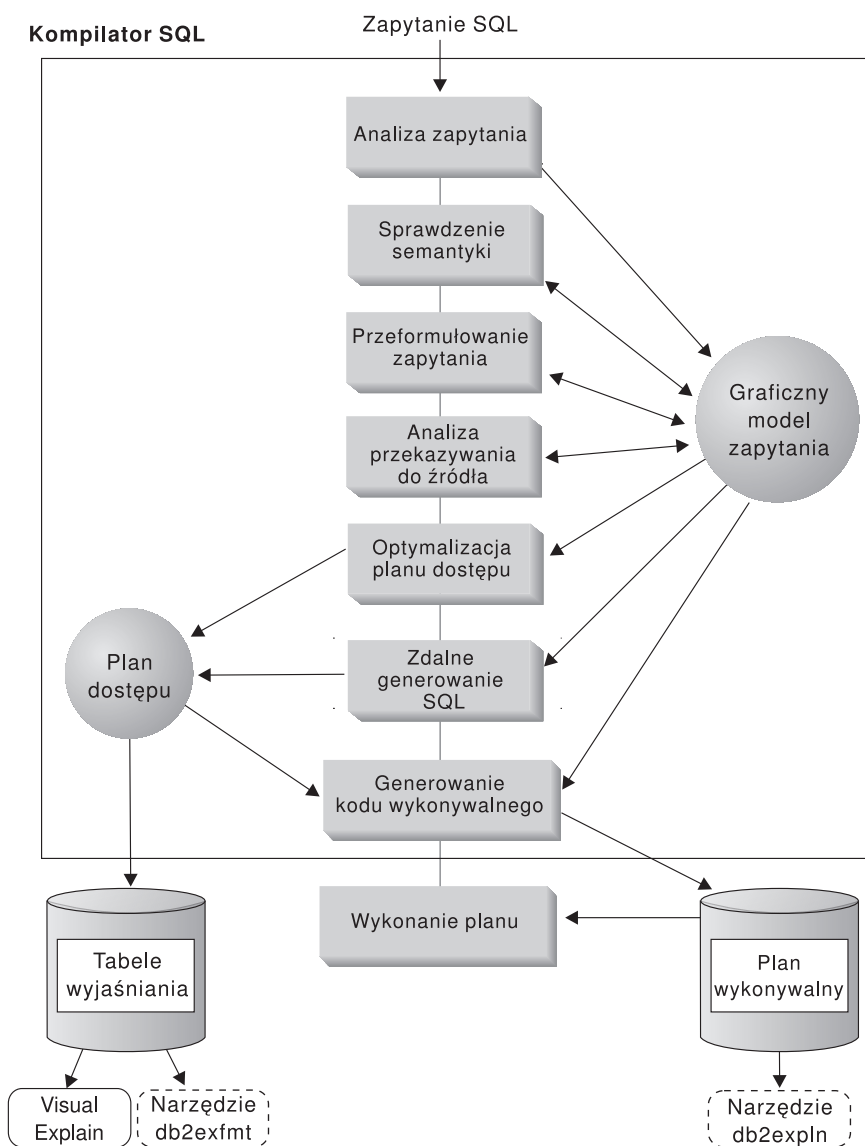 Kompilator SQL
Zapytanie SQL
Analiza zapytania
Sprawdzenie
semantyki
Przeformułowanie
zapytania
Analiza
przekazywania
do źródła
Graficzny
model
zapytania
Optymalizacja
planu dostępu
Plan
dostępu
Zdalne
generowanie
SQL
Generowanie
kodu wykonywalnego
Wykonanie planu
Tabele
wyjaśniania
Plan
wykonywalny
Visual
Explain
Narzędzie
db2exfmt
Narzędzie
db2expln